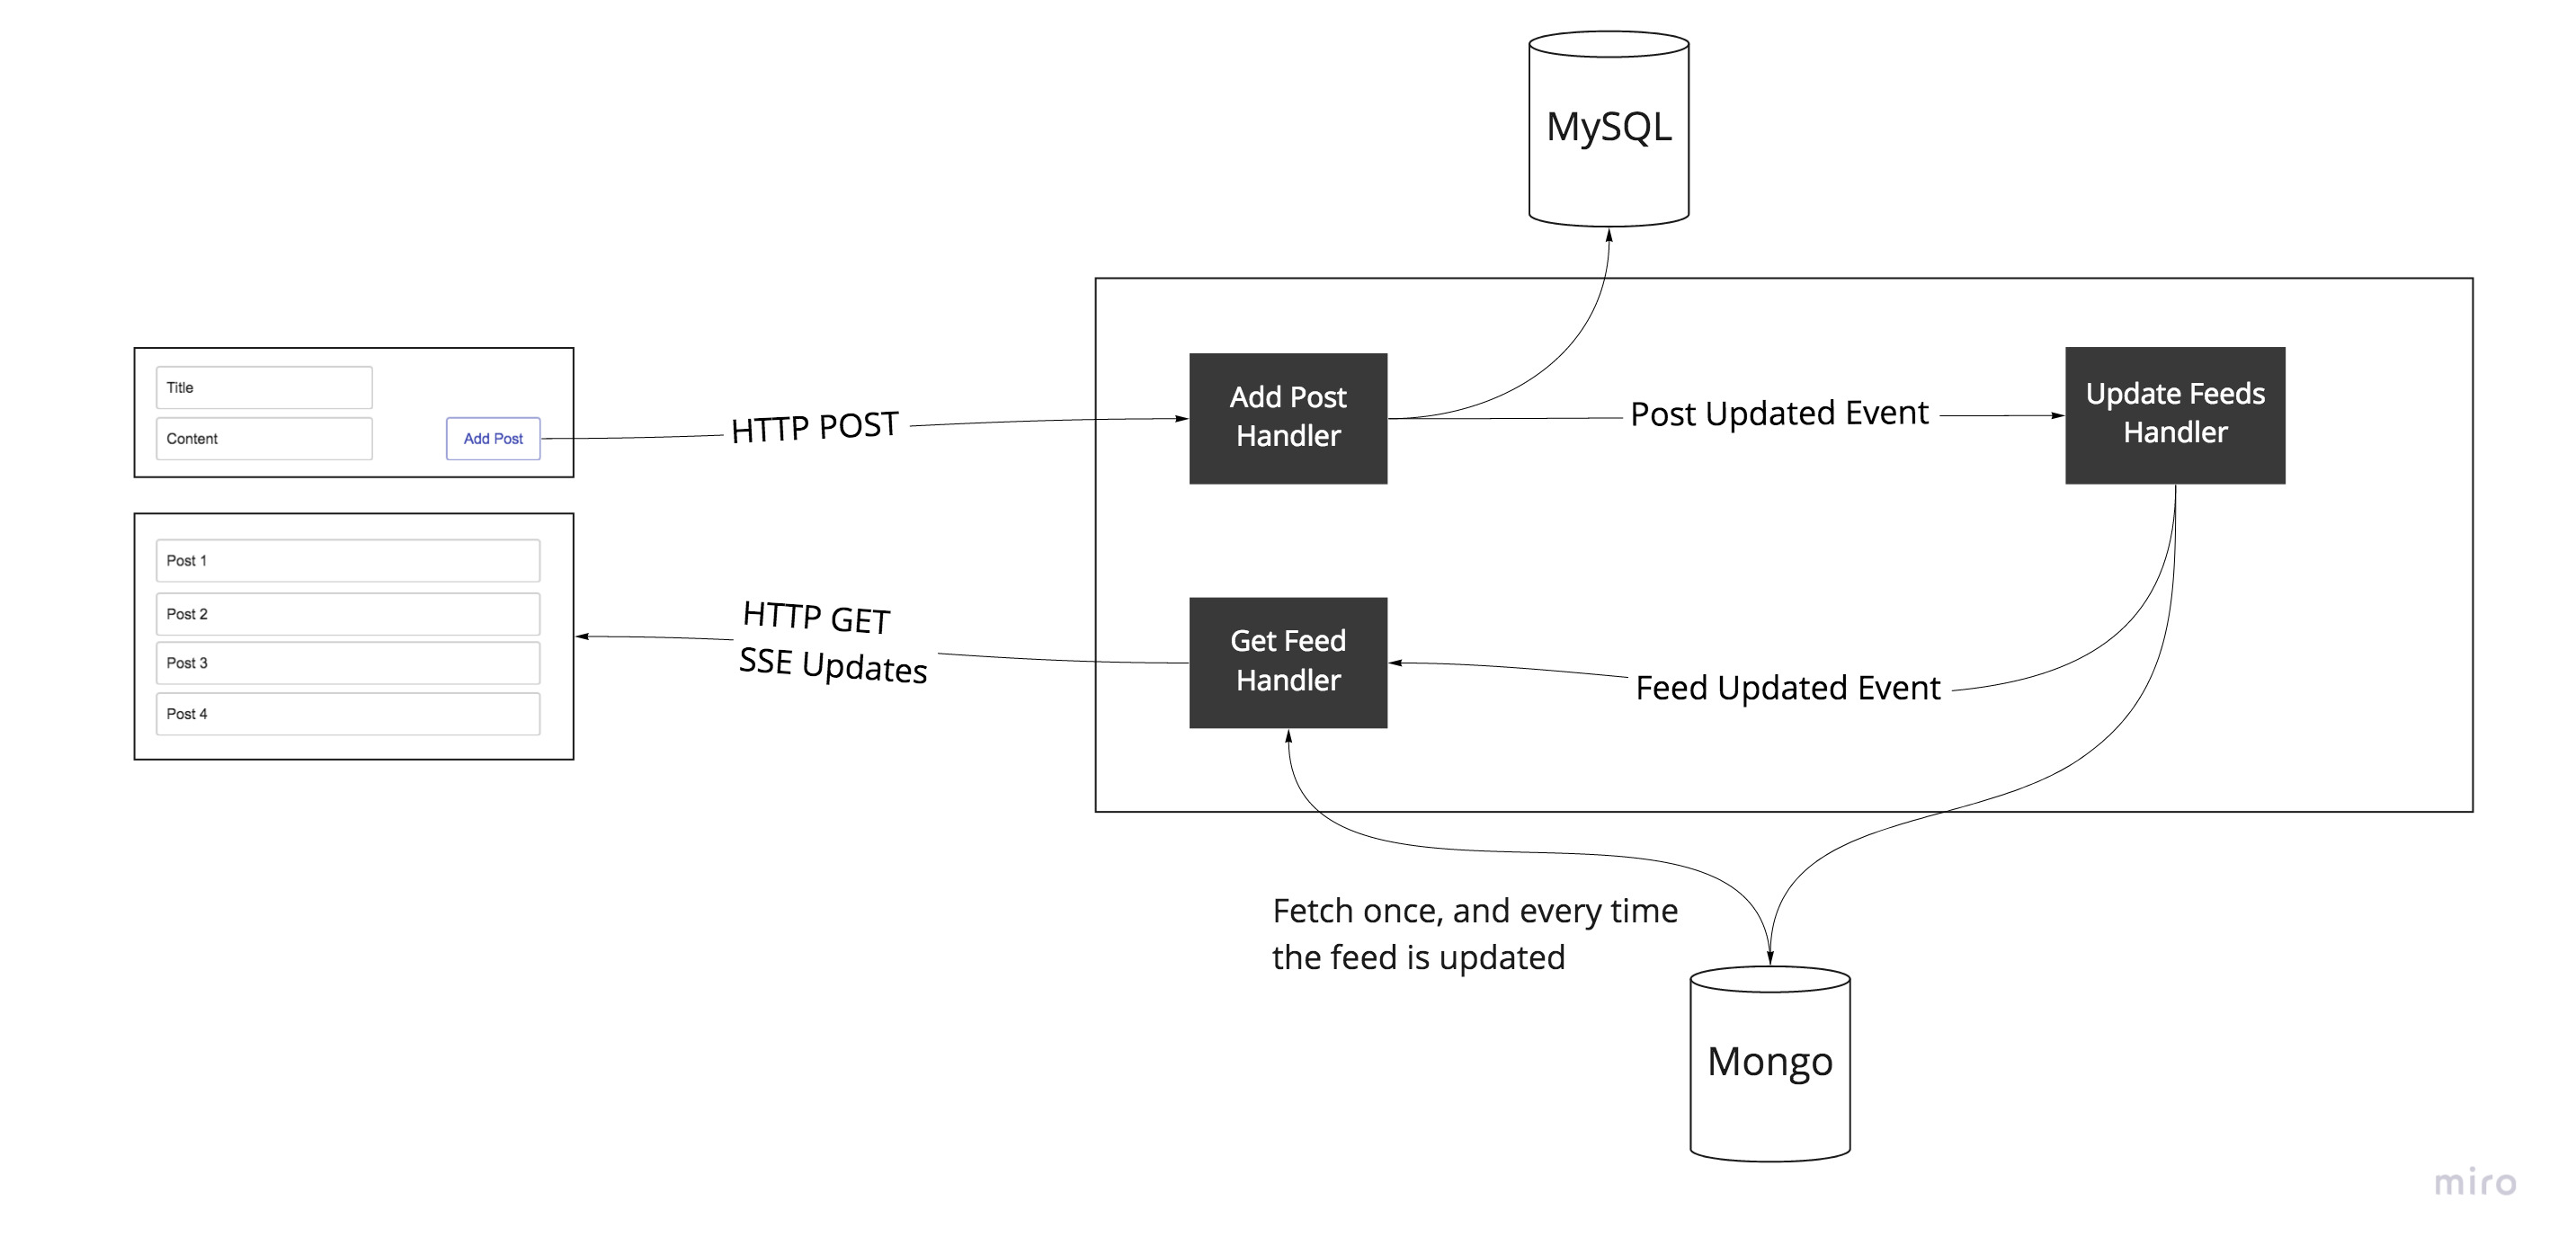 MySQL
Title
Content
Add Post
HTTP POST
Add Post
Handler
Post Updated Event
Update Feeds
Handler
Post 1
Post 2
Post 3
Post 4
HTTP GET
SSE Updates
Get Feed
Handler
Feed Updated Event
Fetch once, and every time
the feed is updated
Mongo
miro